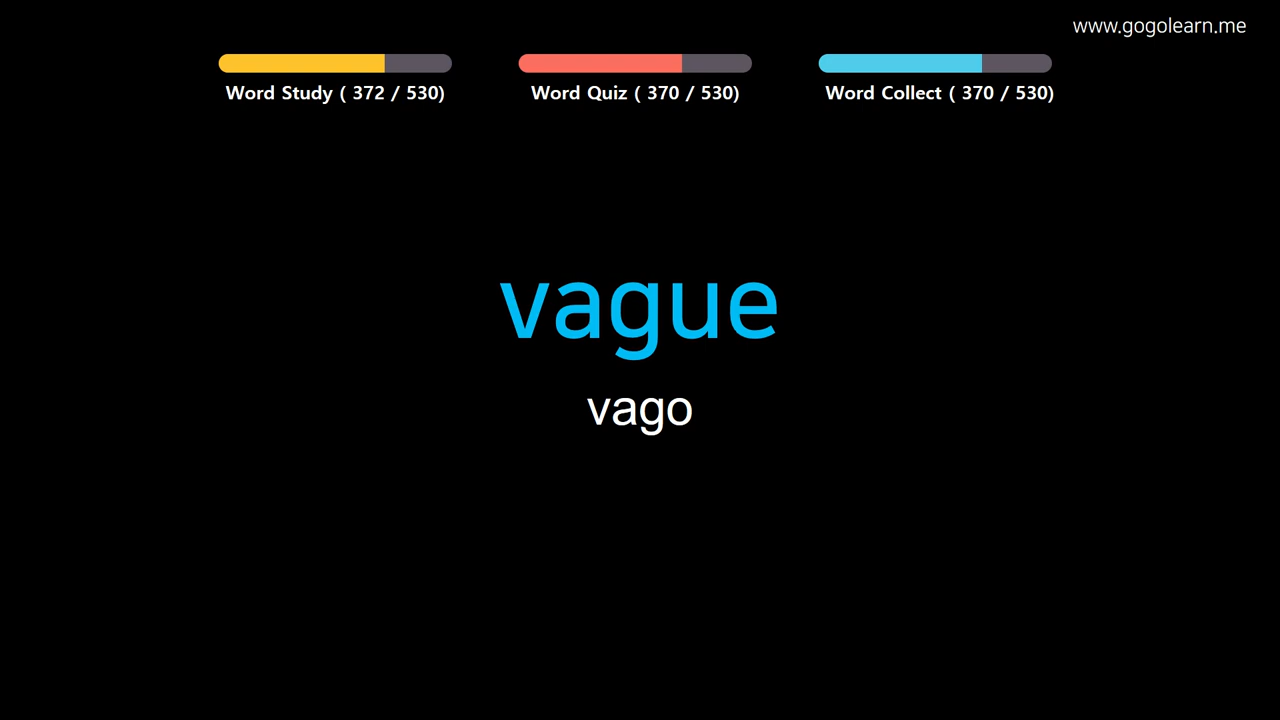 www.gogolearn.me
Word Study ( 372 / 530)
Word Quiz ( 370 / 530)
Word Collect ( 370 / 530)
vague
vago